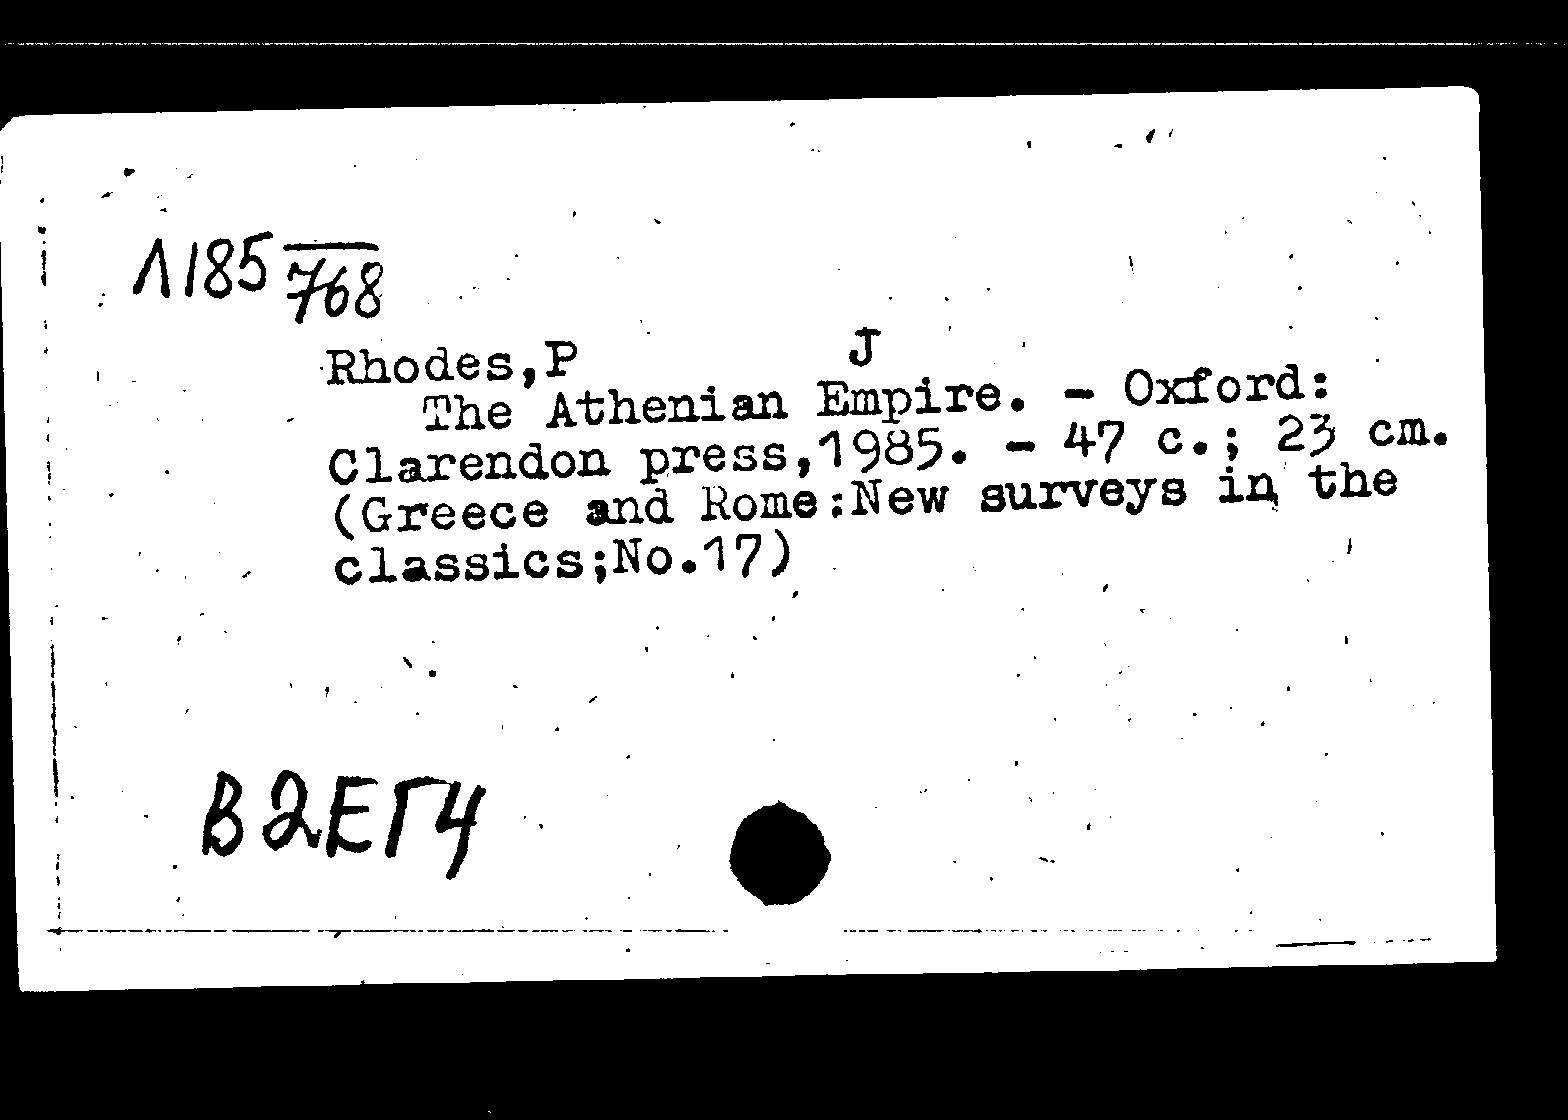 Л185
768
Rhodes,P J
The Athenian Empire. - Oxford:
Clarendon press,1985. - 47 c.; 23 cm.
(Greece and Rome:New surveys in the
classics;No.17)
В2ЕГ4